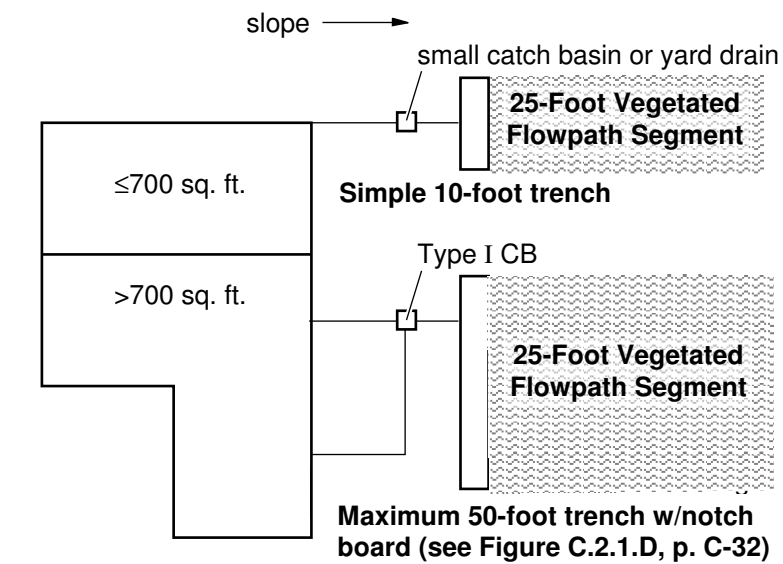 slope
small catch basin or yard drain
25-Foot Vegetated
Flowpath Segment
≤700 sq. ft.
Simple 10-foot trench
Type I CB
>700 sq. ft.
25-Foot Vegetated
Flowpath Segment
Maximum 50-foot trench w/notch
board (see Figure C.2.1.D, p. C-32)